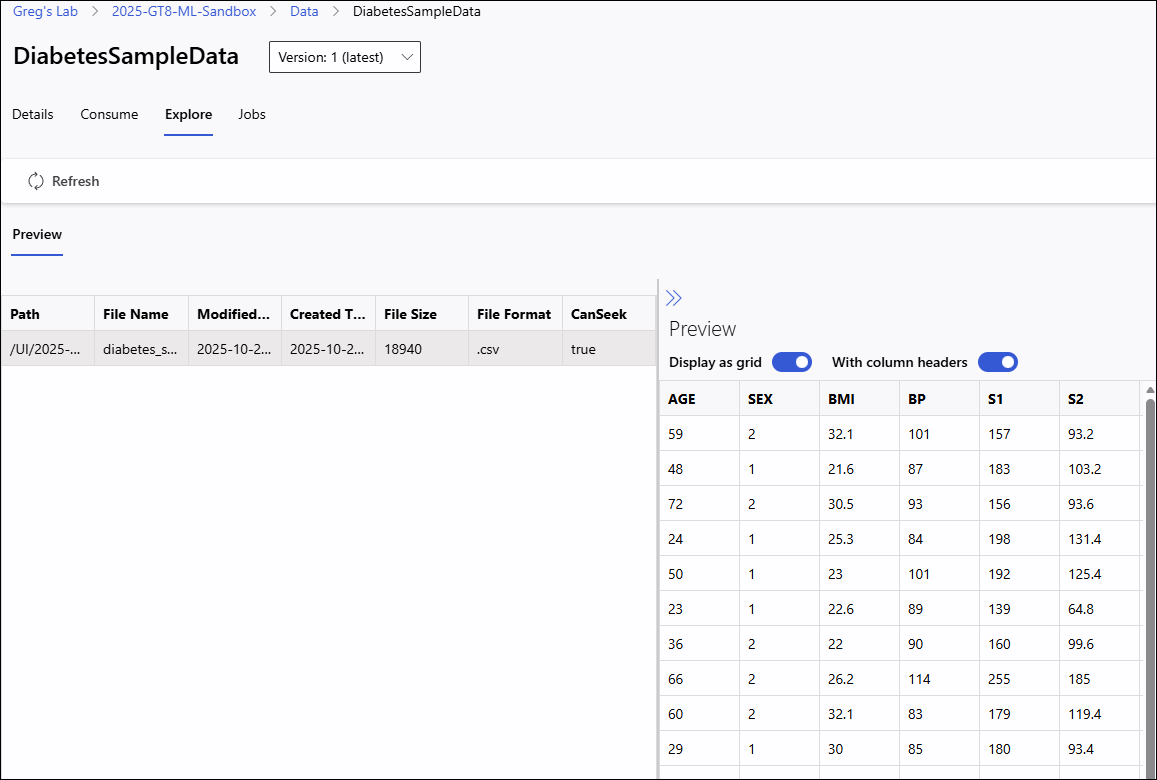 Greg's Lab > 2025-GT8-ML-Sandbox > Data > DiabetesSampleData
DiabetesSampleData Version: 1 (latest)
Details Consume Explore Jobs
Refresh
Preview
Path File Name Modified... Created T... File Size File Format CanSeek
/UI/2025-... diabetes_s... 2025-10-2... 2025-10-2... 18940 .csv true
Preview
Display as grid With column headers
AGE SEX BMI BP S1 S2
59 2 32.1 101 157 93.2
48 1 21.6 87 183 103.2
72 2 30.5 93 156 93.6
24 1 25.3 84 198 131.4
50 1 23 101 192 125.4
23 1 22.6 89 139 64.8
36 2 22 90 160 99.6
66 2 26.2 114 255 185
60 2 32.1 83 179 119.4
29 1 30 85 180 93.4